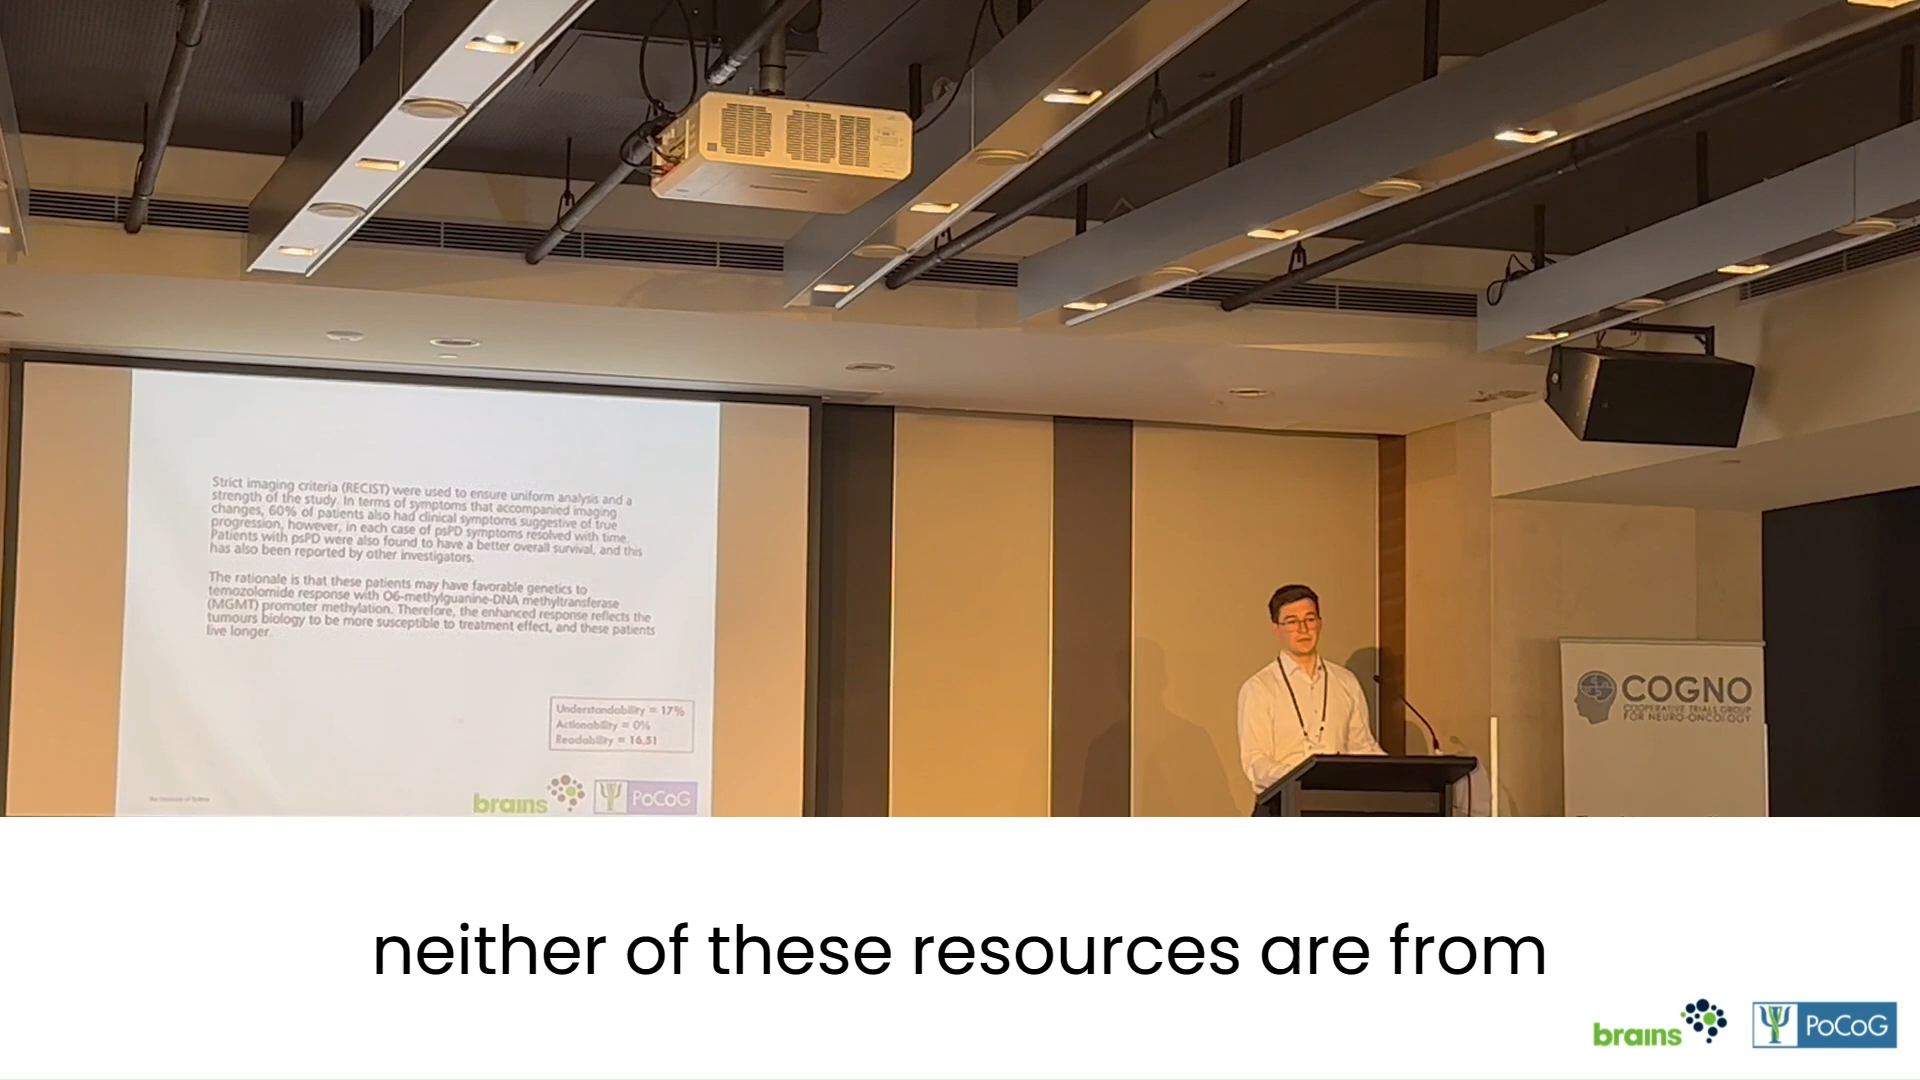 Strict imaging criteria (RECIST) were used to ensure uniform analysis and a
strength of the study. In terms of symptoms that accompanied imaging
changes, 60% of patients also had clinical symptoms suggestive of true
progression, however, in each case of psPD symptoms resolved with time.
Patients with psPD were also found to have a better overall survival, and this
has also been reported by other investigators.
The rationale is that these patients may have favorable genetics to
temozolomide response with O6-methylguanine-DNA methyltransferase
(MGMT) promoter methylation. Therefore, the enhanced response reflects the
tumours biology to be more susceptible to treatment effect, and these patients
live longer.
Understandability = 17%
Actionability = 0%
Readability = 16.51
The University of Sydney
brains
PoCoG
COGNO
COOPERATIVE TRIALS GROUP
FOR NEURO-ONCOLOGY
neither of these resources are from
brains
PoCoG